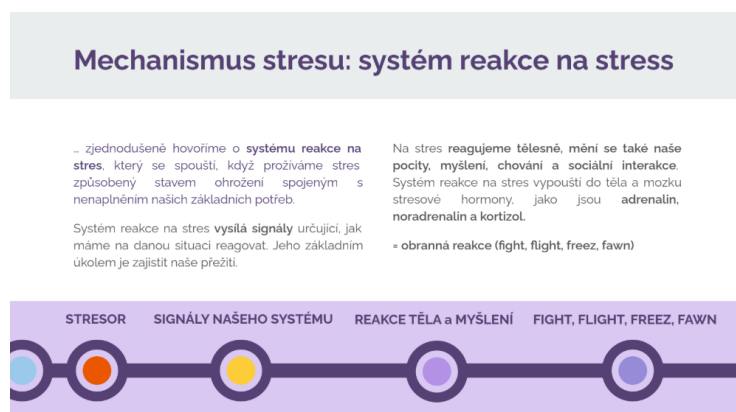 Mechanismus stresu: systém reakce na stress
... zjednodušeně hovoříme o systému reakce na
stres, který se spouští, když prožíváme stres
způsobený stavem ohrožení spojeným s
nenaplněním našich základních potřeb.
Systém reakce na stres vysílá signály určující, jak
máme na danou situaci reagovat. Jeho základním
úkolem je zajistit naše přežití.
Na stres reagujeme tělesně, mění se také naše
pocity, myšlení, chování a sociální interakce.
Systém reakce na stres vypouští do těla a mozku
stresové hormony, jako jsou adrenalin,
noradrenalin a kortizol.
= obranná reakce (fight, flight, freez, fawn)
STRESOR
SIGNÁLY NAŠEHO SYSTÉMU
REAKCE TĚLA a MYŠLENÍ
FIGHT, FLIGHT, FREEZ, FAWN